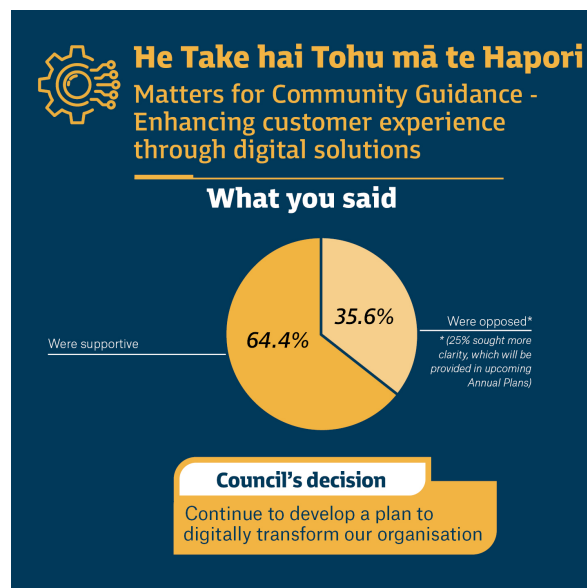 He Take hai Tohu mā te Hapori
Matters for Community Guidance -
Enhancing customer experience
through digital solutions
What you said
35.6%
64.4%
Were supportive
Were opposed*
* (25% sought more
clarity, which will be
provided in upcoming
Annual Plans)
Council's decision
Continue to develop a plan to
digitally transform our organisation